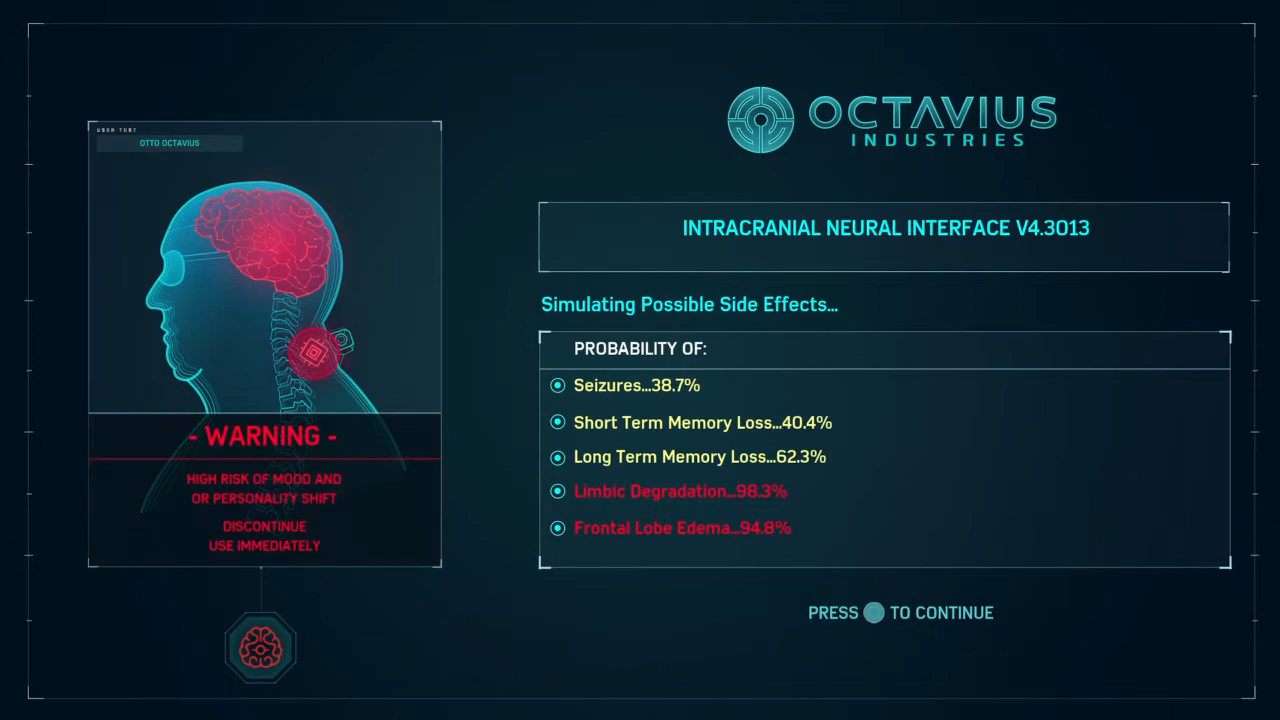 USER TEST
OTTO OCTAVIUS
- WARNING -
HIGH RISK OF MOOD AND
OR PERSONALITY SHIFT
DISCONTINUE
USE IMMEDIATELY
OCTAVIUS
INDUSTRIES
INTRACRANIAL NEURAL INTERFACE V4.3013
Simulating Possible Side Effects...
PROBABILITY OF:
Seizures...38.7%
Short Term Memory Loss...40.4%
Long Term Memory Loss...62.3%
Limbic Degradation...98.3%
Frontal Lobe Edema...94.8%
PRESS TO CONTINUE